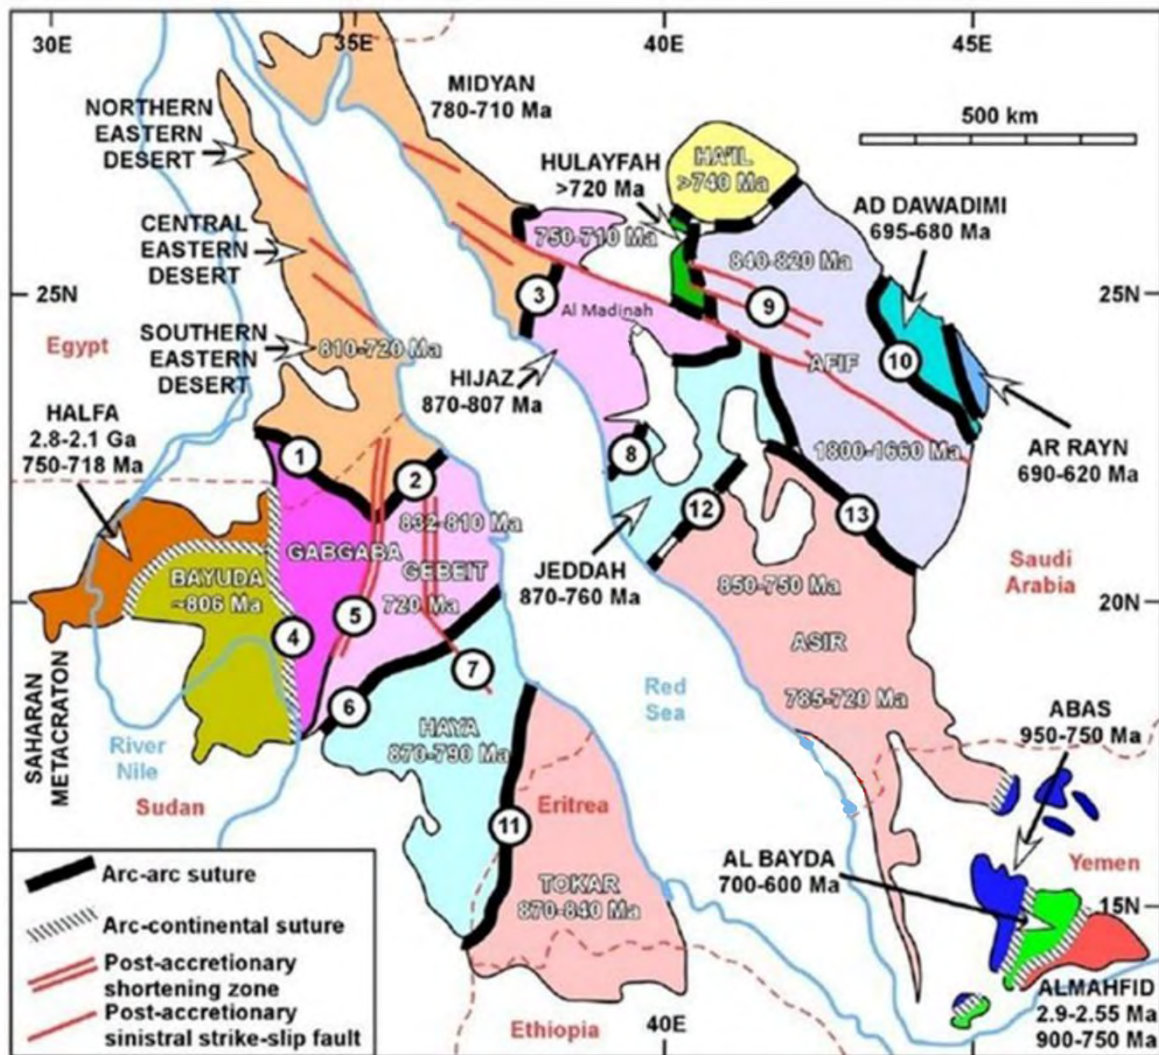 30E
35E
40E
45E
MIDYAN
780-710 Ma
500 km
NORTHERN
EASTERN
DESERT
HULAYFAH
>720 Ma
HA'IL
>740 Ma
AD DAWADIMI
695-680 Ma
CENTRAL
EASTERN
DESERT
750-710 Ma
840-820 Ma
25N
3
Al Madinah
9
25N
Egypt
SOUTHERN
EASTERN
DESERT
810-720 Ma
AFIF
10
HIJAZ
870-807 Ma
HALFA
2.8-2.1 Ga
750-718 Ma
AR RAYN
690-620 Ma
1
2
8
1800-1660 Ma
12
13
832-810 Ma
GABGABA
GEBEIT
BAYUDA
~806 Ma
720 Ma
JEDDAH
870-760 Ma
850-750 Ma
Saudi
Arabia
20N
5
4
ASIR
7
6
785-720 Ma
Red
Sea
SAHARAN
METACRATON
River
Nile
HAYA
870-790 Ma
ABAS
950-750 Ma
Sudan
Eritrea
11
AL BAYDA
700-600 Ma
Yemen
TOKAR
870-840 Ma
15N
ALMAHFID
2.9-2.55 Ma
900-750 Ma
40E
Ethiopia
Arc-arc suture
Arc-continental suture
Post-accretionary
shortening zone
Post-accretionary
sinistral strike-slip fault